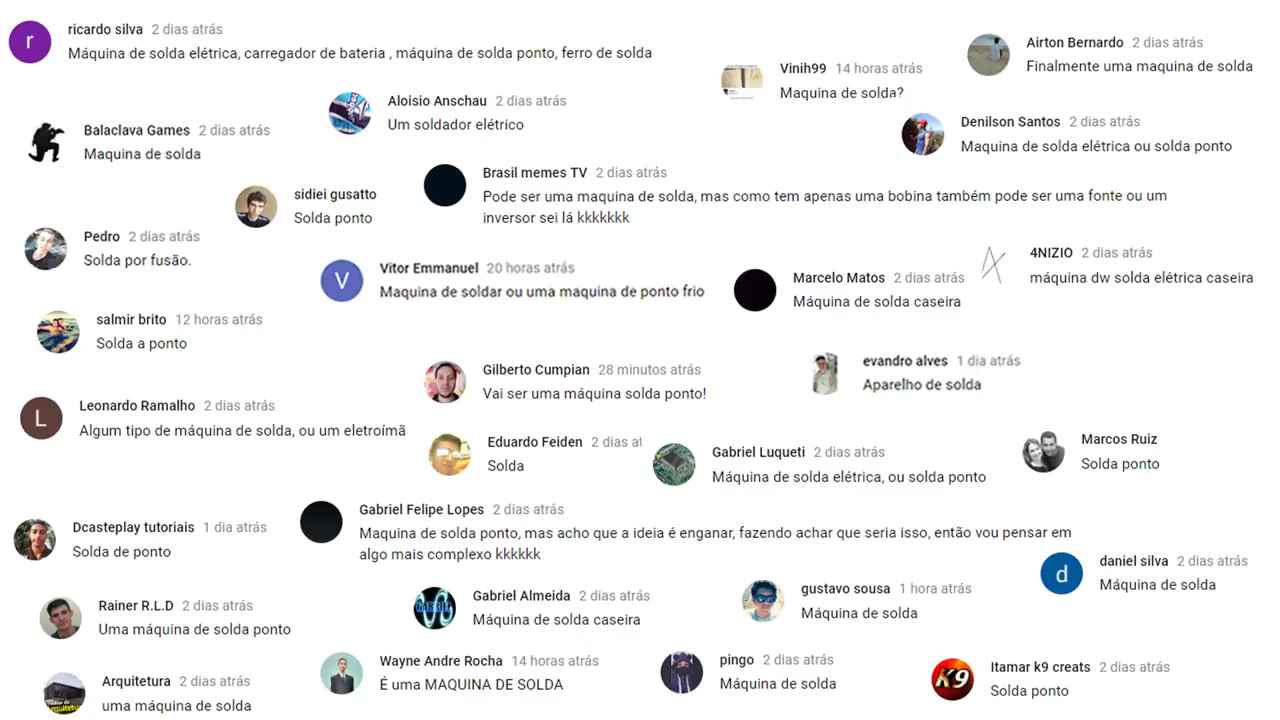 ricardo silva 2 dias atrás
Máquina de solda elétrica, carregador de bateria , máquina de solda ponto, ferro de solda
Airton Bernardo 2 dias atrás
Finalmente uma maquina de solda
Vinih99 14 horas atrás
Maquina de solda?
Aloisio Anschau 2 dias atrás
Um soldador elétrico
Denilson Santos 2 dias atrás
Maquina de solda elétrica ou solda ponto
Balaclava Games 2 dias atrás
Maquina de solda
Brasil memes TV 2 dias atrás
Pode ser uma maquina de solda, mas como tem apenas uma bobina também pode ser uma fonte ou um
inversor sei lá kkkkkkk
sidiei gusatto
Solda ponto
Pedro 2 dias atrás
Solda por fusão.
4NIZIO 2 dias atrás
máquina dw solda elétrica caseira
V
Vitor Emmanuel 20 horas atrás
Maquina de soldar ou uma maquina de ponto frio
Marcelo Matos 2 dias atrás
Máquina de solda caseira
salmir brito 12 horas atrás
Solda a ponto
evandro alves 1 dia atrás
Aparelho de solda
Gilberto Cumpian 28 minutos atrás
Vai ser uma máquina solda ponto!
L
Leonardo Ramalho 2 dias atrás
Algum tipo de máquina de solda, ou um eletroímã
Eduardo Feiden 2 dias at
Solda
Gabriel Luqueti 2 dias atrás
Máquina de solda elétrica, ou solda ponto
Marcos Ruiz
Solda ponto
Gabriel Felipe Lopes 2 dias atrás
Maquina de solda ponto, mas acho que a ideia é enganar, fazendo achar que seria isso, então vou pensar em
algo mais complexo kkkkkk
Dcasteplay tutoriais 1 dia atrás
Solda de ponto
d
daniel silva 2 dias atrás
Máquina de solda
gustavo sousa 1 hora atrás
Máquina de solda
Gabriel Almeida 2 dias atrás
Máquina de solda caseira
Rainer R.L.D 2 dias atrás
Uma máquina de solda ponto
Wayne Andre Rocha 14 horas atrás
É uma MAQUINA DE SOLDA
pingo 2 dias atrás
Máquina de solda
K9
Itamar k9 creats 2 dias atrás
Solda ponto
Arquitetura 2 dias atrás
uma máquina de solda